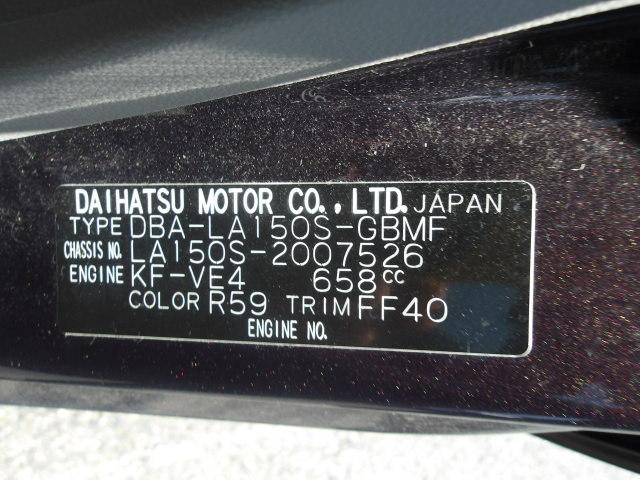 DAIHATSU MOTOR CO., LTD. JAPAN
TYPE DBA-LA150S-GBMF
CHASSIS NO. LA150S-2007526
ENGINE KF-VE4 658cc
COLOR R59 TRIM FF40
ENGINE NO.